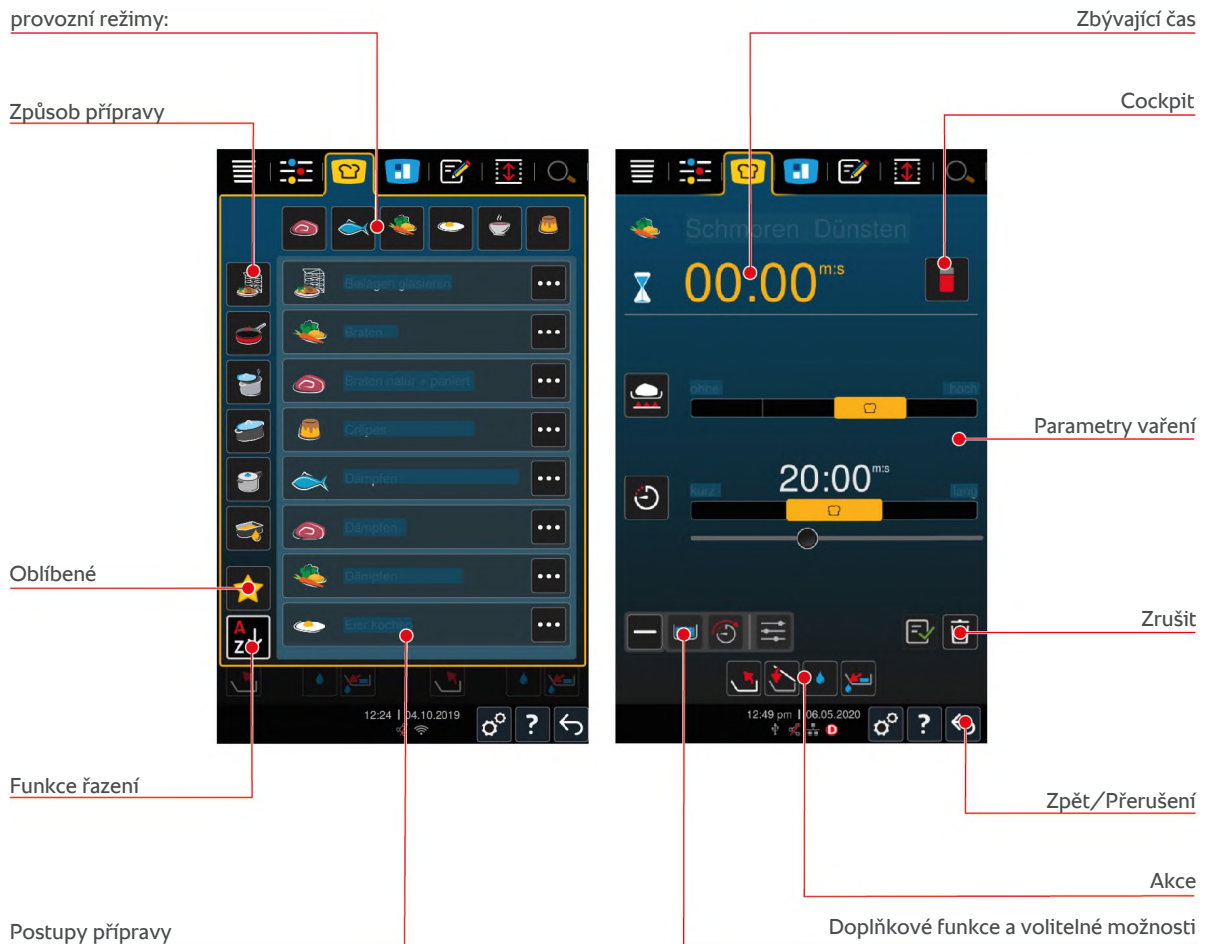 provozní režimy:
Způsob přípravy
Oblíbené
Funkce řazení
Postupy přípravy
Beilagen glasieren
Braten
Braten natur + paniert
Crêpes
Dämpfen
Dämpfen
Dämpfen
Eier kochen
A
Z
12:24 | 04.10.2019
?
Zbývající čas
Cockpit
Parametry vaření
Zrušit
Zpět/Přerušení
Akce
Doplňkové funkce a volitelné možnosti
Schmoren Dünsten
00:00 m:s
ohne hoch
20:00 m:s
kurz lang
12:49 pm | 06.05.2020
D
?